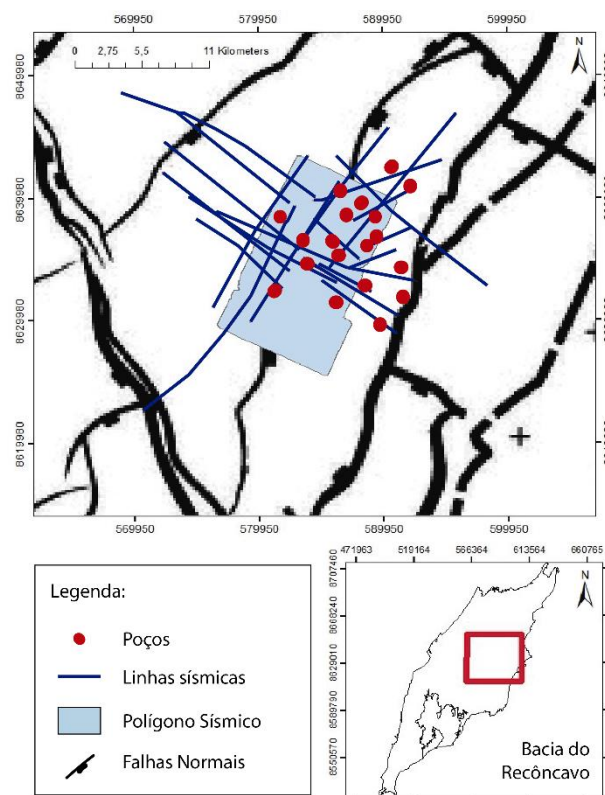 569950 579950 589950 599950
N
0 2,75 5,5 11 Kilometers
8649980
8639980
8629980
8619980
569950 579950 589950 599950
Legenda:
Poços
Linhas sísmicas
Polígono Sísmico
Falhas Normais
471963 519164 566364 613564 660765
N
8707460
8668240
8629010
8589790
8550570
Bacia do
Recôncavo